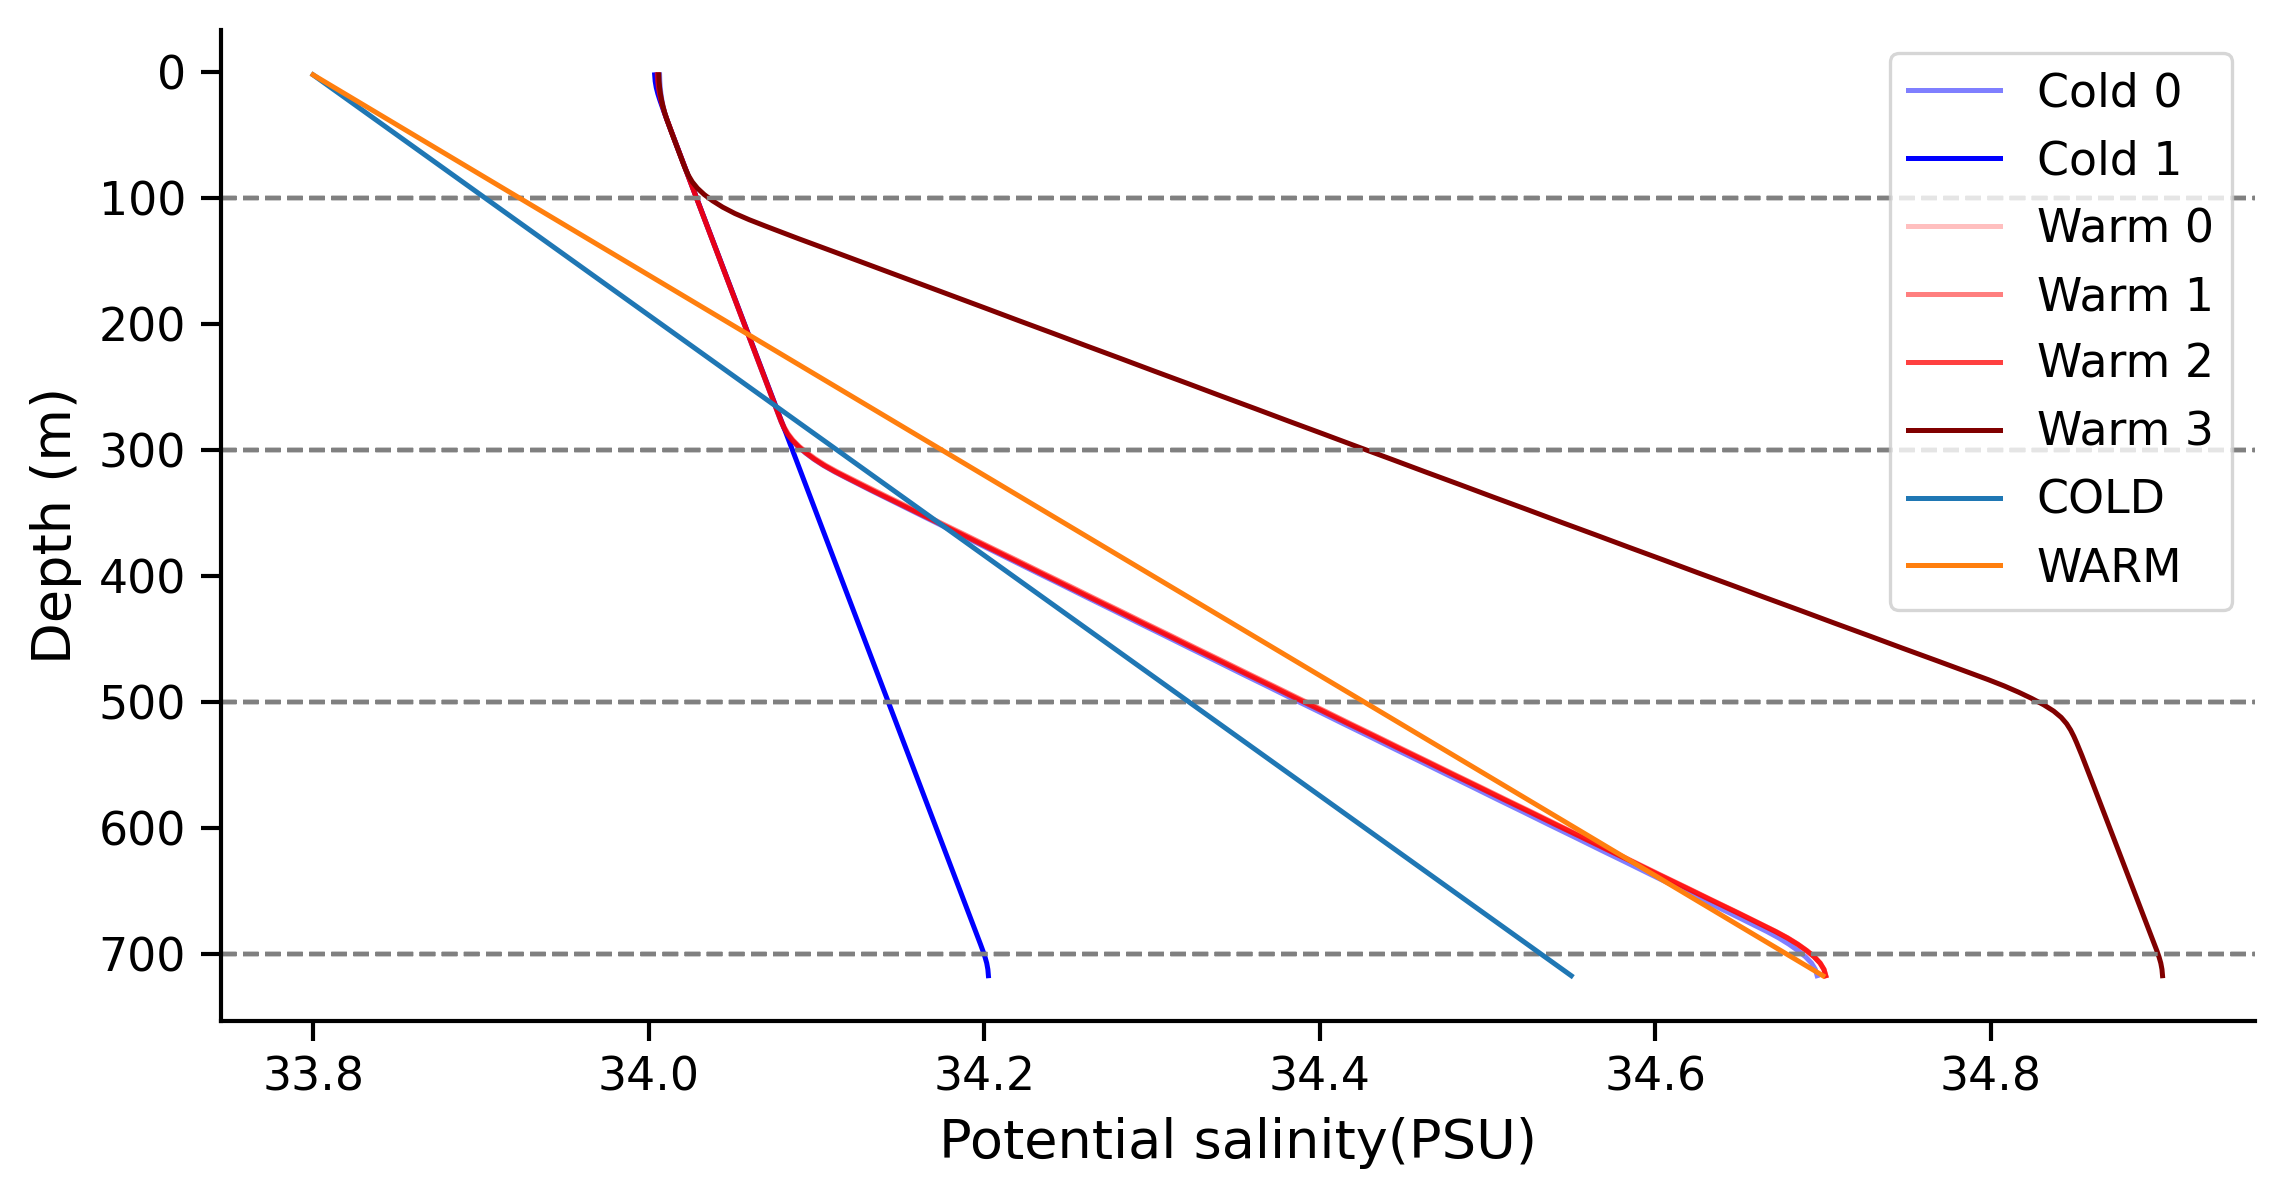 Depth (m)
0
100
200
300
400
500
600
700
33.8 34.0 34.2 34.4 34.6 34.8
Potential salinity(PSU)
Cold 0
Cold 1
Warm 0
Warm 1
Warm 2
Warm 3
COLD
WARM